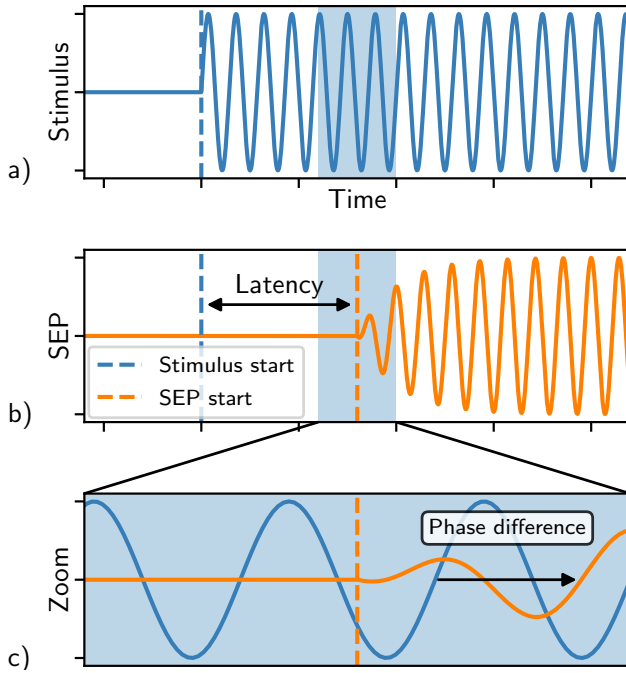 Stimulus
a)
Time
Latency
SEP
Stimulus start
SEP start
b)
Phase difference
Zoom
c)